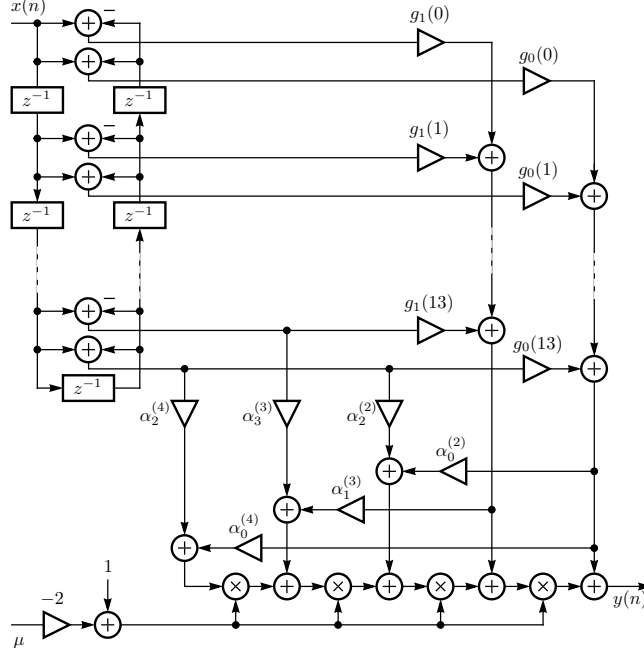 x(n)
−
g₁(0)
g₀(0)
z⁻¹
z⁻¹
−
g₁(1)
g₀(1)
z⁻¹
z⁻¹
−
g₁(13)
g₀(13)
z⁻¹
α₂⁽⁴⁾
α₃⁽³⁾
α₂⁽²⁾
α₀⁽²⁾
α₁⁽³⁾
α₀⁽⁴⁾
1
−2
μ
y(n)